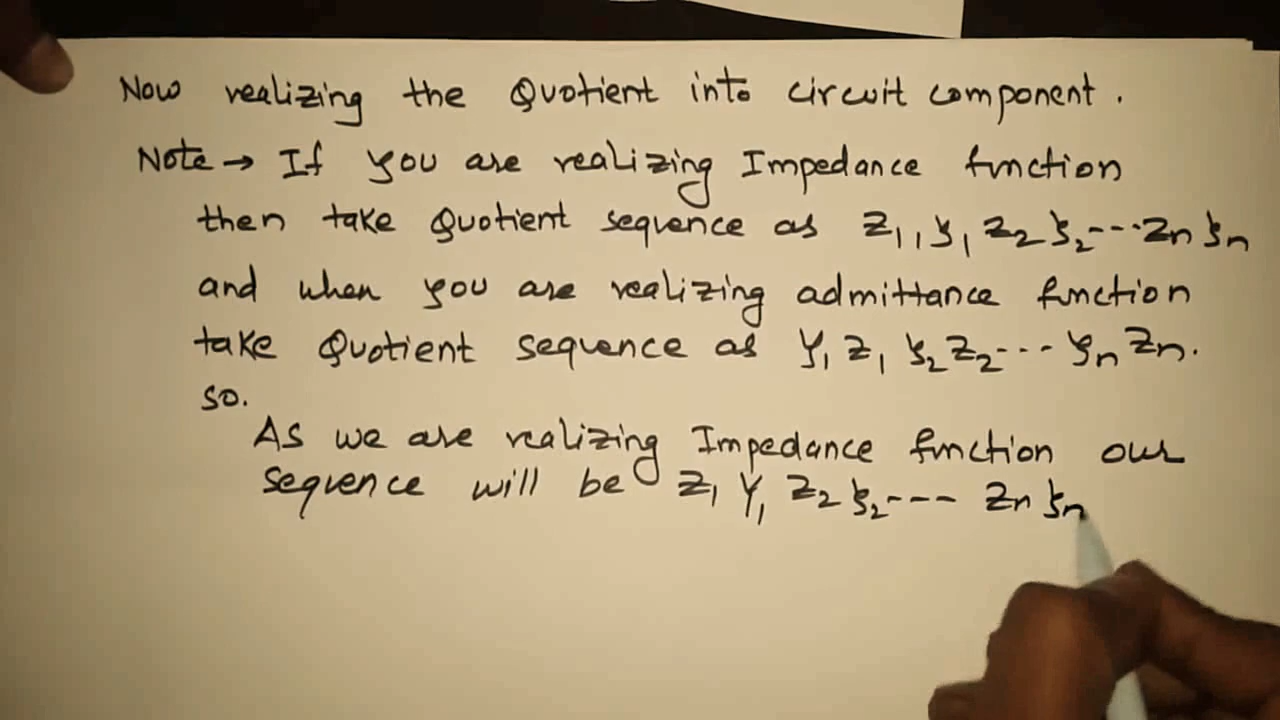 Now realizing the Quotient into circuit component.
Note → If you are realizing Impedance function
then take Quotient sequence as Z1, Y1 Z2 Y2---Zn Yn
and when you are realizing admittance function
take Quotient sequence as Y1 Z1 Y2 Z2--- Yn Zn.
so.
As we are realizing Impedance function our
sequence will be Z1 Y1 Z2 Y2---- Zn Yn